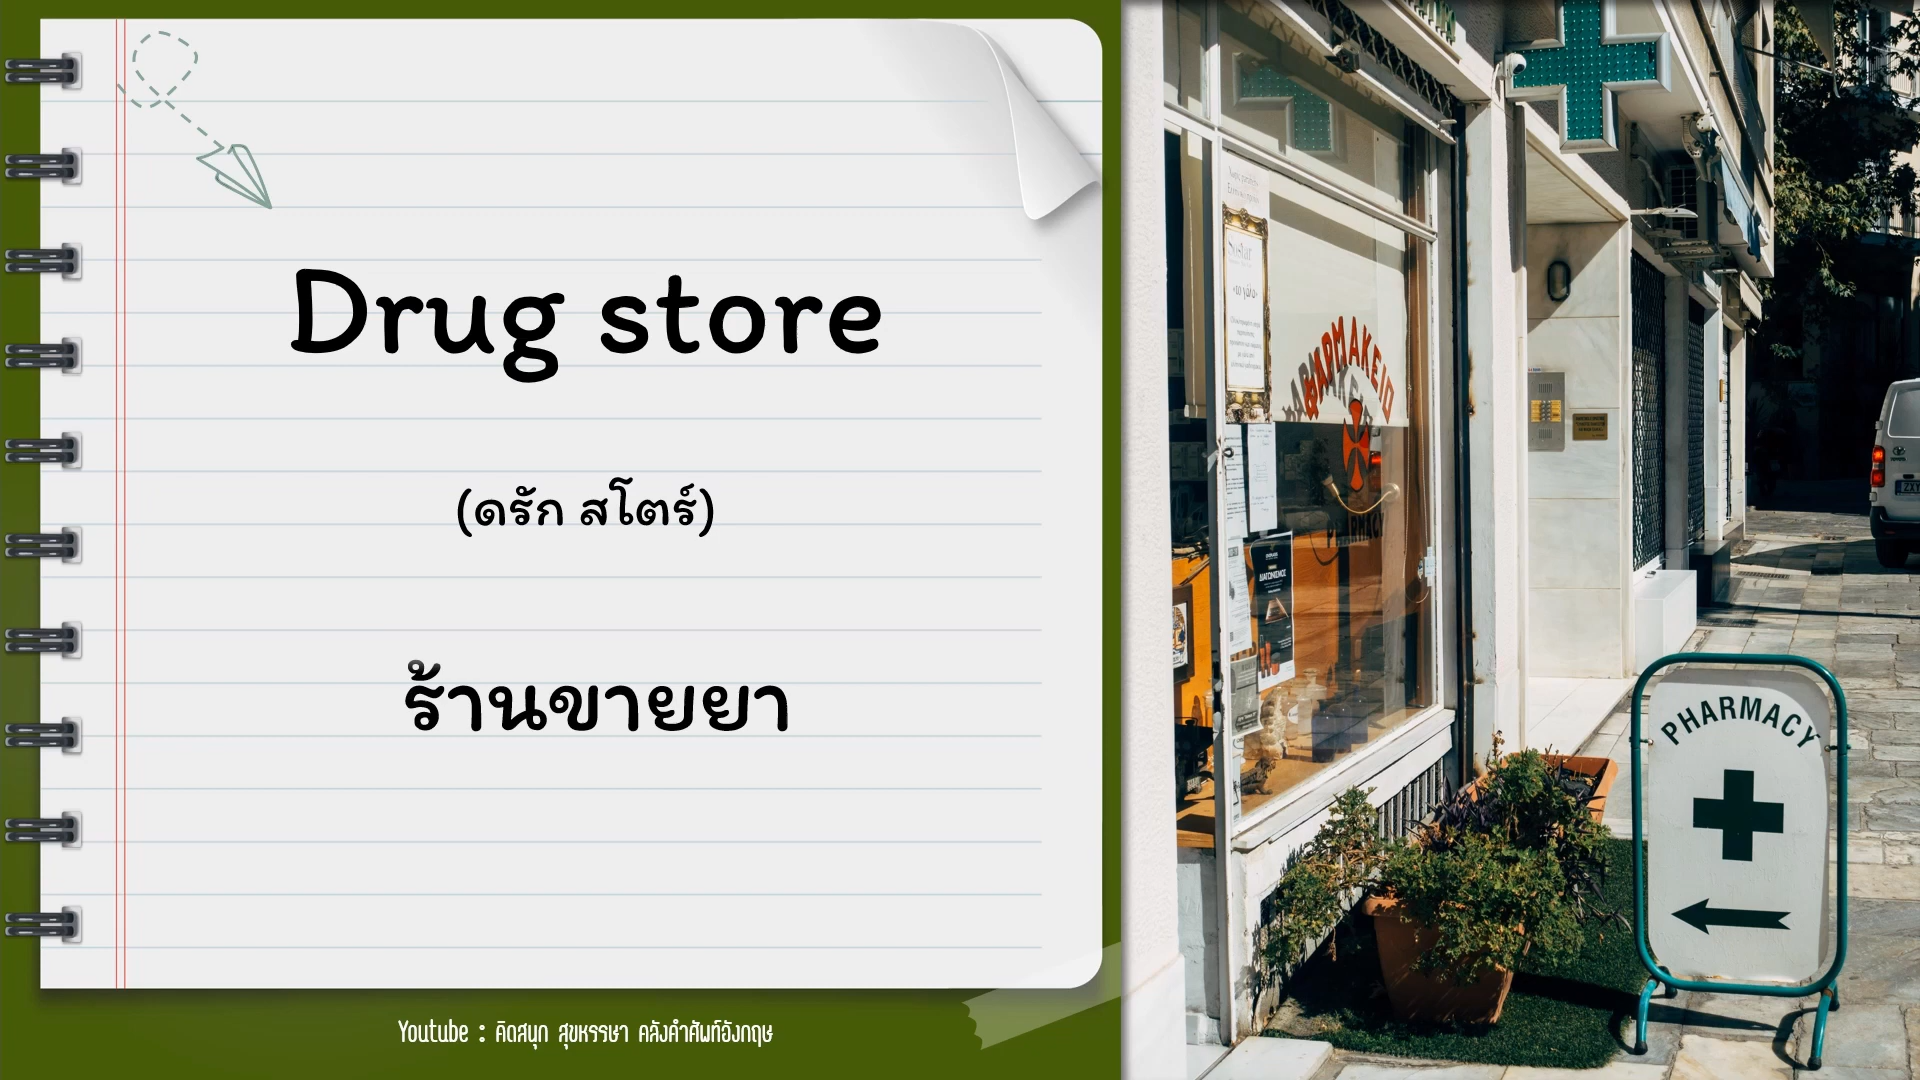 Drug store
(ดรัก สโตร์)
ร้านขายยา
Youtube : คิดสนุก สุขหรรษา คลังคำศัพท์อังกฤษ
ΦΑΡΜΑΚΕΙΟ
PHARMACY
ΔΙΑΓΩΝΙΣΜΟΣ
PHARMACY